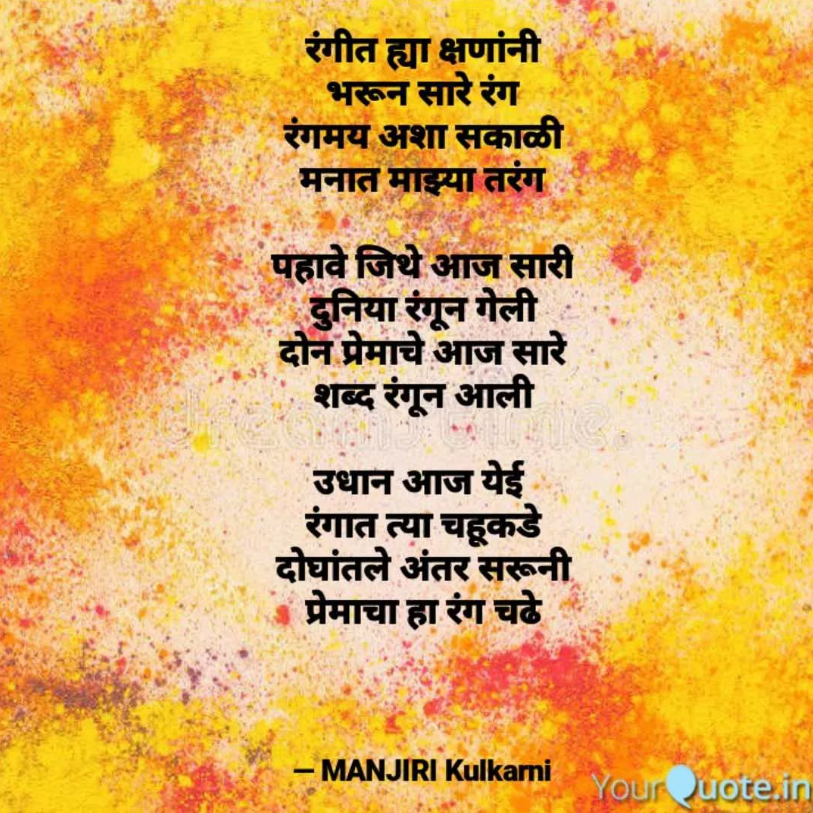 रंगीत ह्या क्षणांनी
भरून सारे रंग
रंगमय अशा सकाळी
मनात माझ्या तरंग
पहावे जिथे आज सारी
दुनिया रंगून गेली
दोन प्रेमाचे आज सारे
शब्द रंगून आली
उधान आज येई
रंगात त्या चहूकडे
दोघांतले अंतर सरूनी
प्रेमाचा हा रंग चढे
— MANJIRI Kulkarni
YourQuote.in
dreamstime.